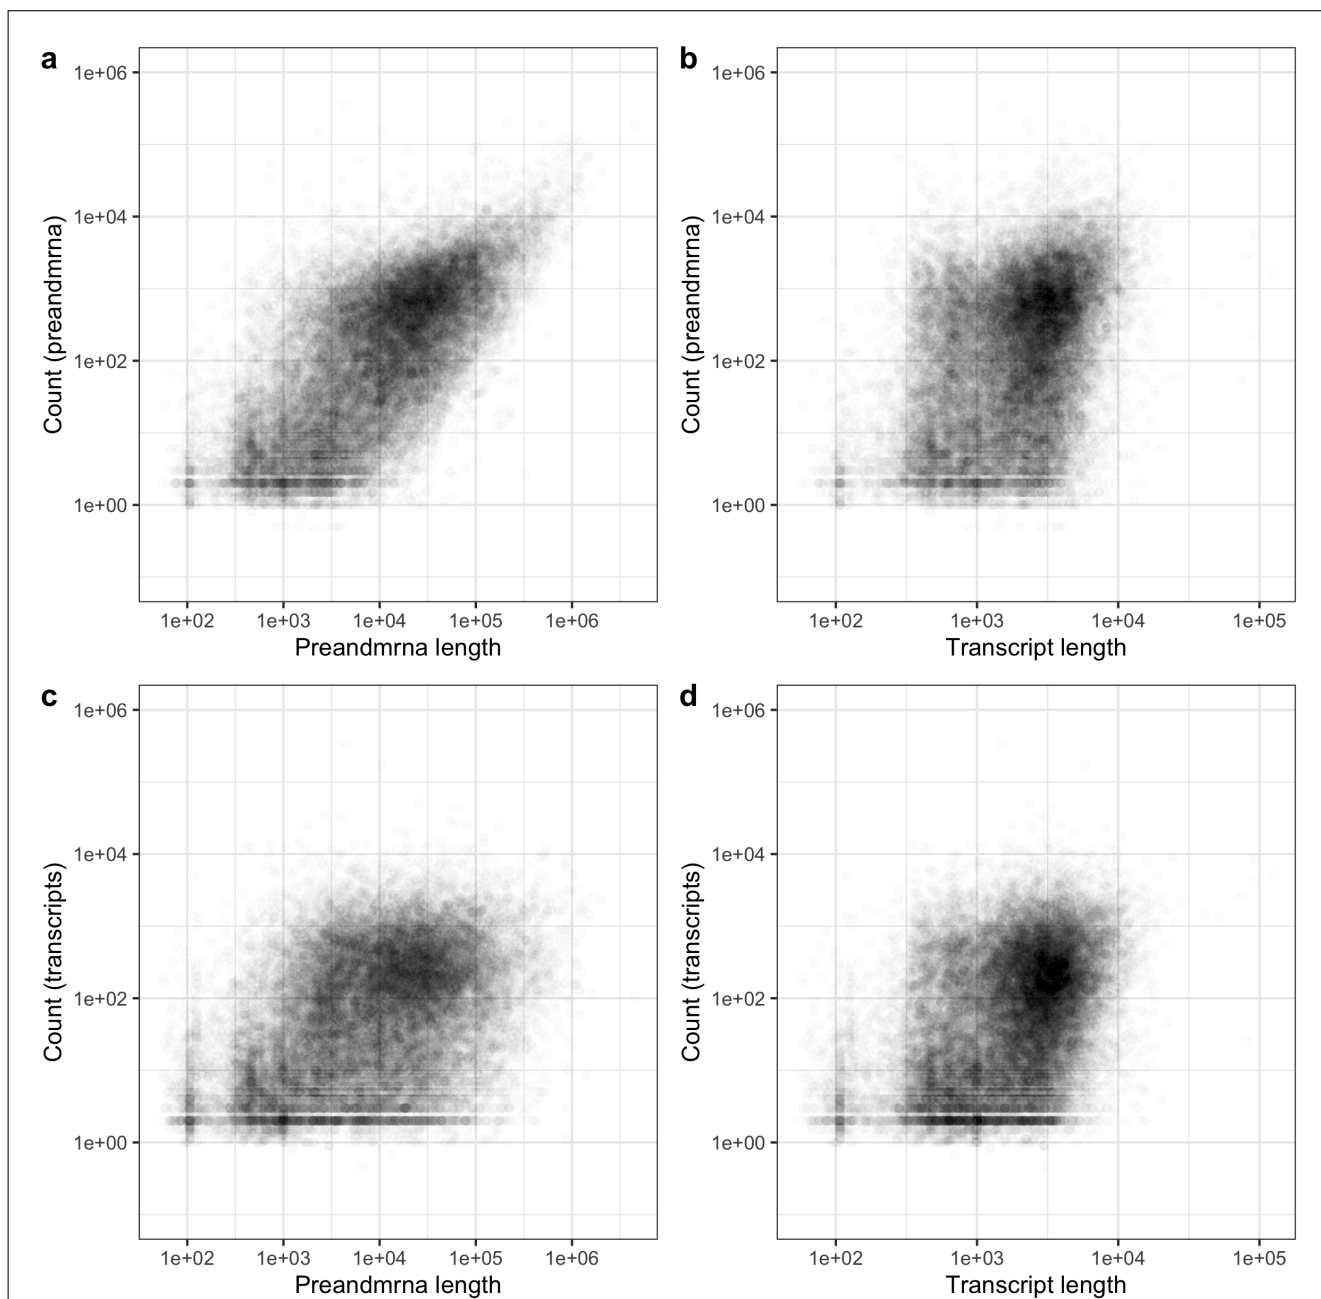 a
1e+06
1e+04
1e+02
1e+00
Count (preandmrna)
1e+02 1e+03 1e+04 1e+05 1e+06
Preandmrna length
b
1e+06
1e+04
1e+02
1e+00
Count (preandmrna)
1e+02 1e+03 1e+04 1e+05
Transcript length
c
1e+06
1e+04
1e+02
1e+00
Count (transcripts)
1e+02 1e+03 1e+04 1e+05 1e+06
Preandmrna length
d
1e+06
1e+04
1e+02
1e+00
Count (transcripts)
1e+02 1e+03 1e+04 1e+05
Transcript length